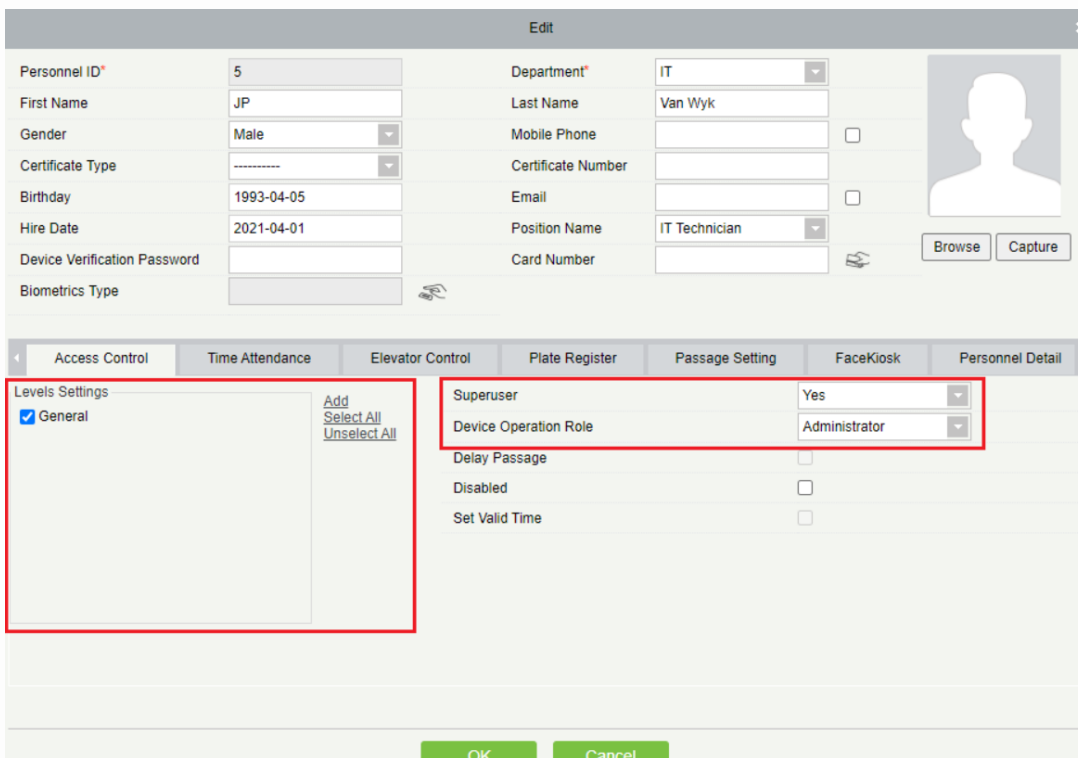 Edit
Personnel ID* 5 Department* IT
First Name JP Last Name Van Wyk
Gender Male Mobile Phone
Certificate Type ---------- Certificate Number
Birthday 1993-04-05 Email
Hire Date 2021-04-01 Position Name IT Technician
Browse Capture
Device Verification Password Card Number
Biometrics Type
Access Control Time Attendance Elevator Control Plate Register Passage Setting FaceKiosk Personnel Detail
Levels Settings
General
Add
Select All
Unselect All
Superuser Yes
Device Operation Role Administrator
Delay Passage
Disabled
Set Valid Time
OK Cancel